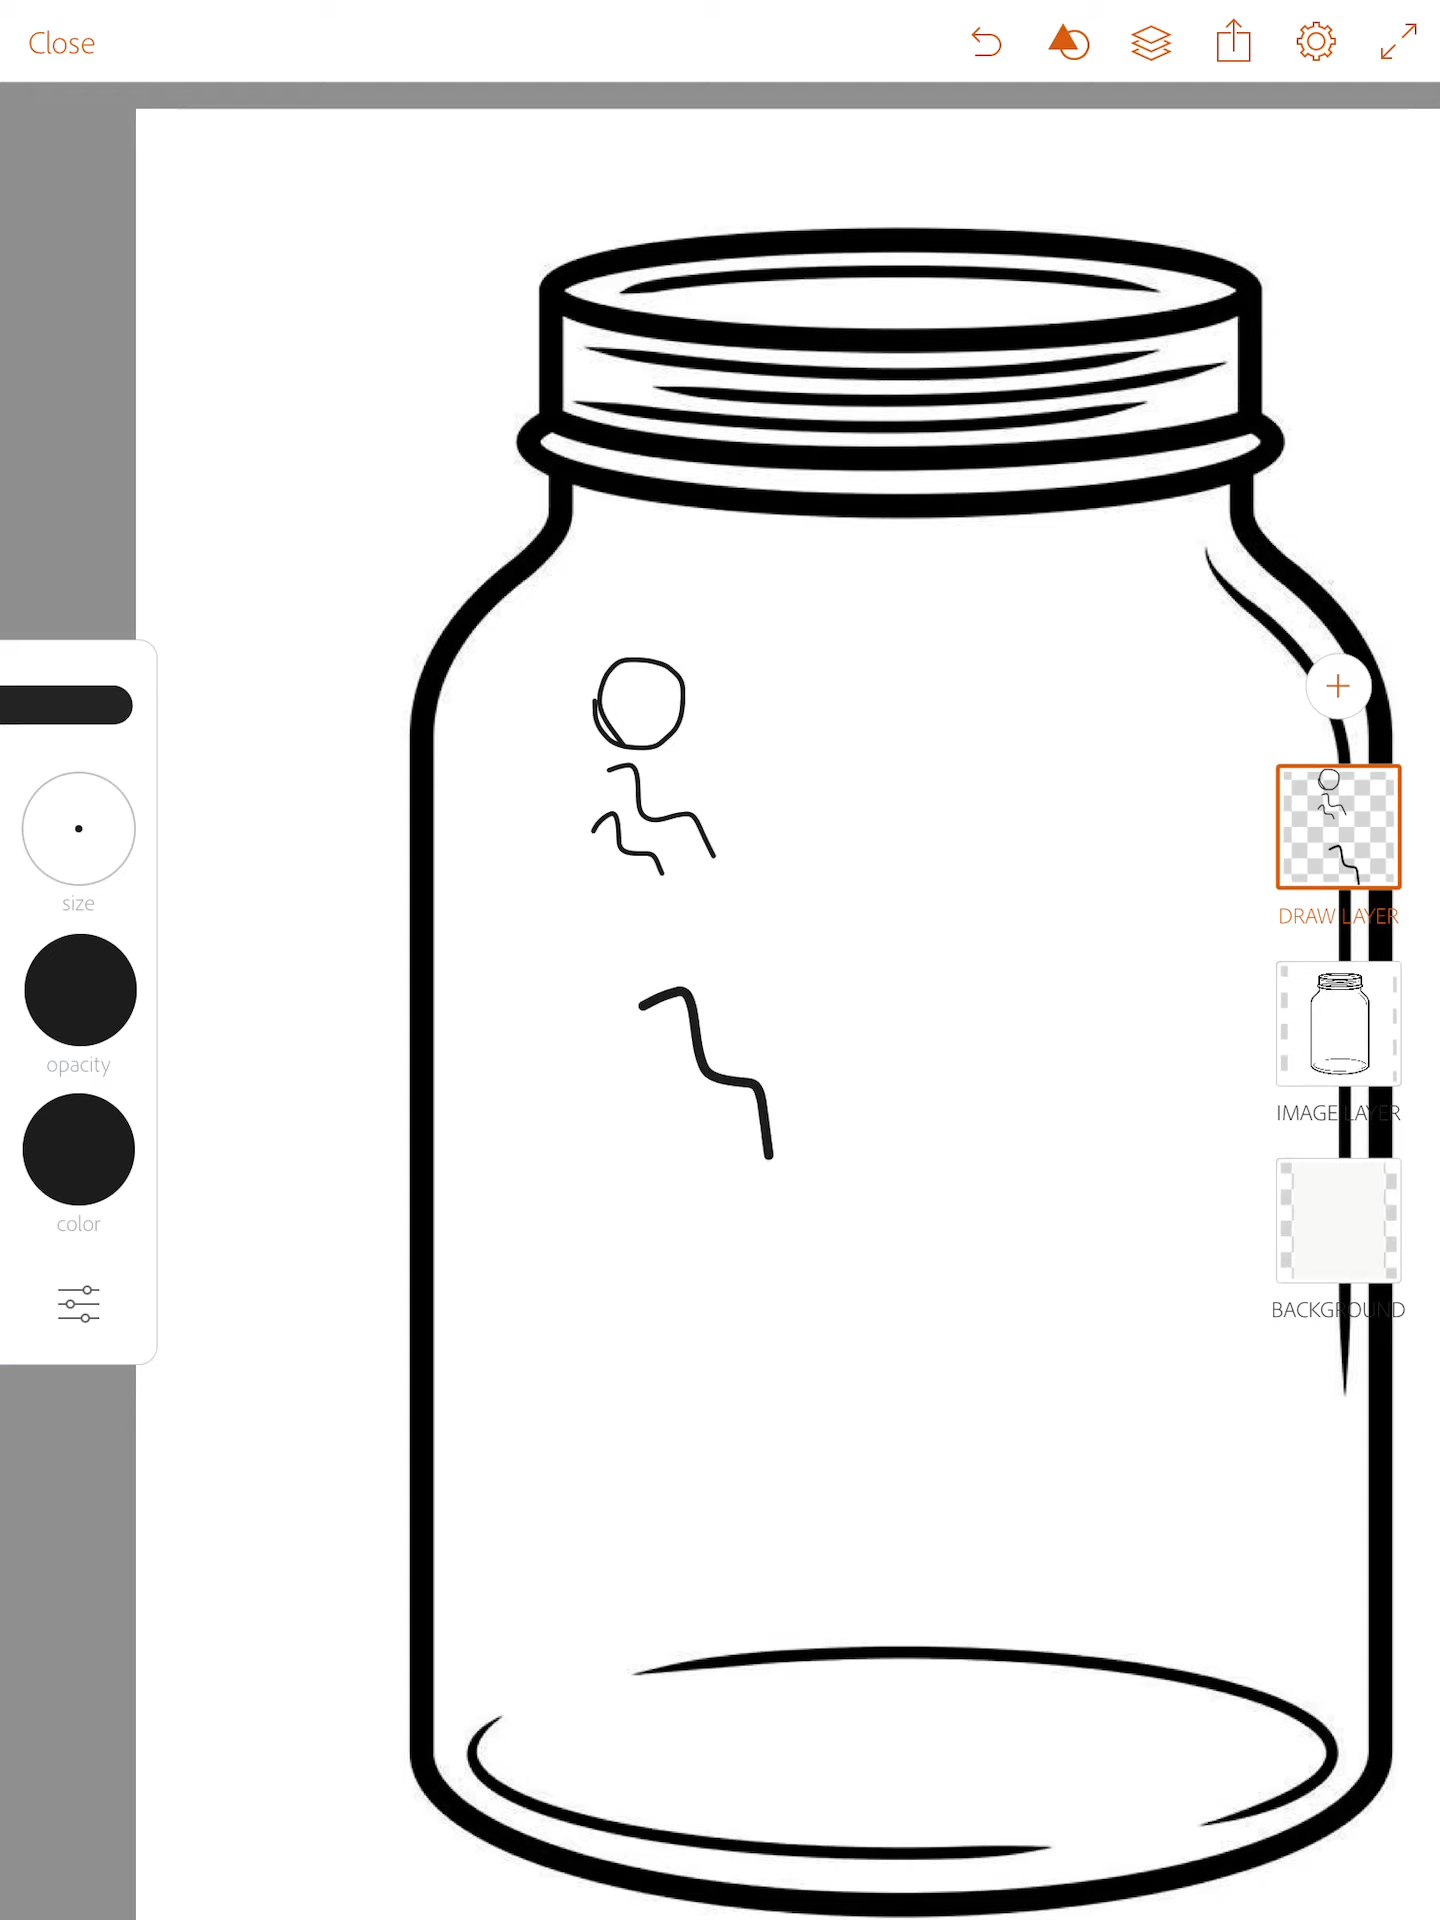 Close
size
opacity
color
DRAW LAYER
IMAGE LAYER
BACKGROUND